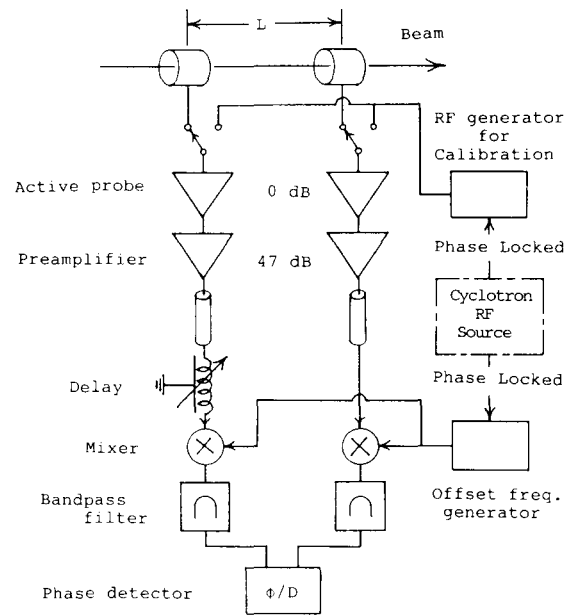 L
Beam
RF generator
for
Calibration
Active probe
0 dB
Phase Locked
Preamplifier
47 dB
Cyclotron
RF
Source
Phase Locked
Delay
Mixer
Bandpass
filter
Offset freq.
generator
Phase detector
Φ/D